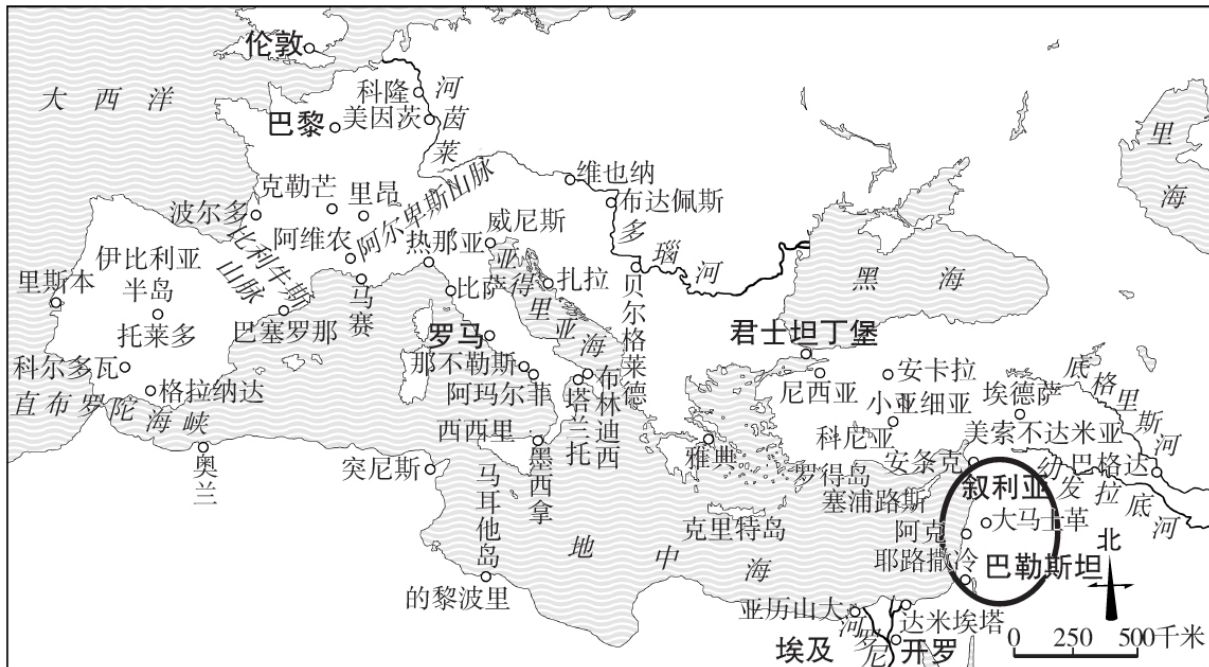 伦敦
大西洋
科隆
河茵莱
巴黎
美因茨
里海
维也纳
克勒芒
里昂
阿尔卑斯山脉
布达佩斯
波尔多
威尼斯
多瑙河
比利牛斯
山脉
阿维农
热那亚
伊比利亚
半岛
里斯本
马赛
比萨
亚得里亚海
扎拉
贝尔格莱德
黑海
托莱多
巴塞罗那
罗马
君士坦丁堡
科尔多瓦
那不勒斯
布林迪西
尼西亚
安卡拉
底格里斯河
格拉纳达
阿玛尔菲
塔兰托
小亚细亚
埃德萨
直布罗陀海峡
西西里
科尼亚
美索不达米亚
奥兰
突尼斯
墨西拿
雅典
罗得岛
安条克
幼发拉底河
巴格达
马耳他岛
塞浦路斯
叙利亚
克里特岛
阿克
大马士革
地中海
耶路撒冷
巴勒斯坦
北
的黎波里
亚历山大
达米埃塔
埃及
河罗尼
开罗
0 250 500千米